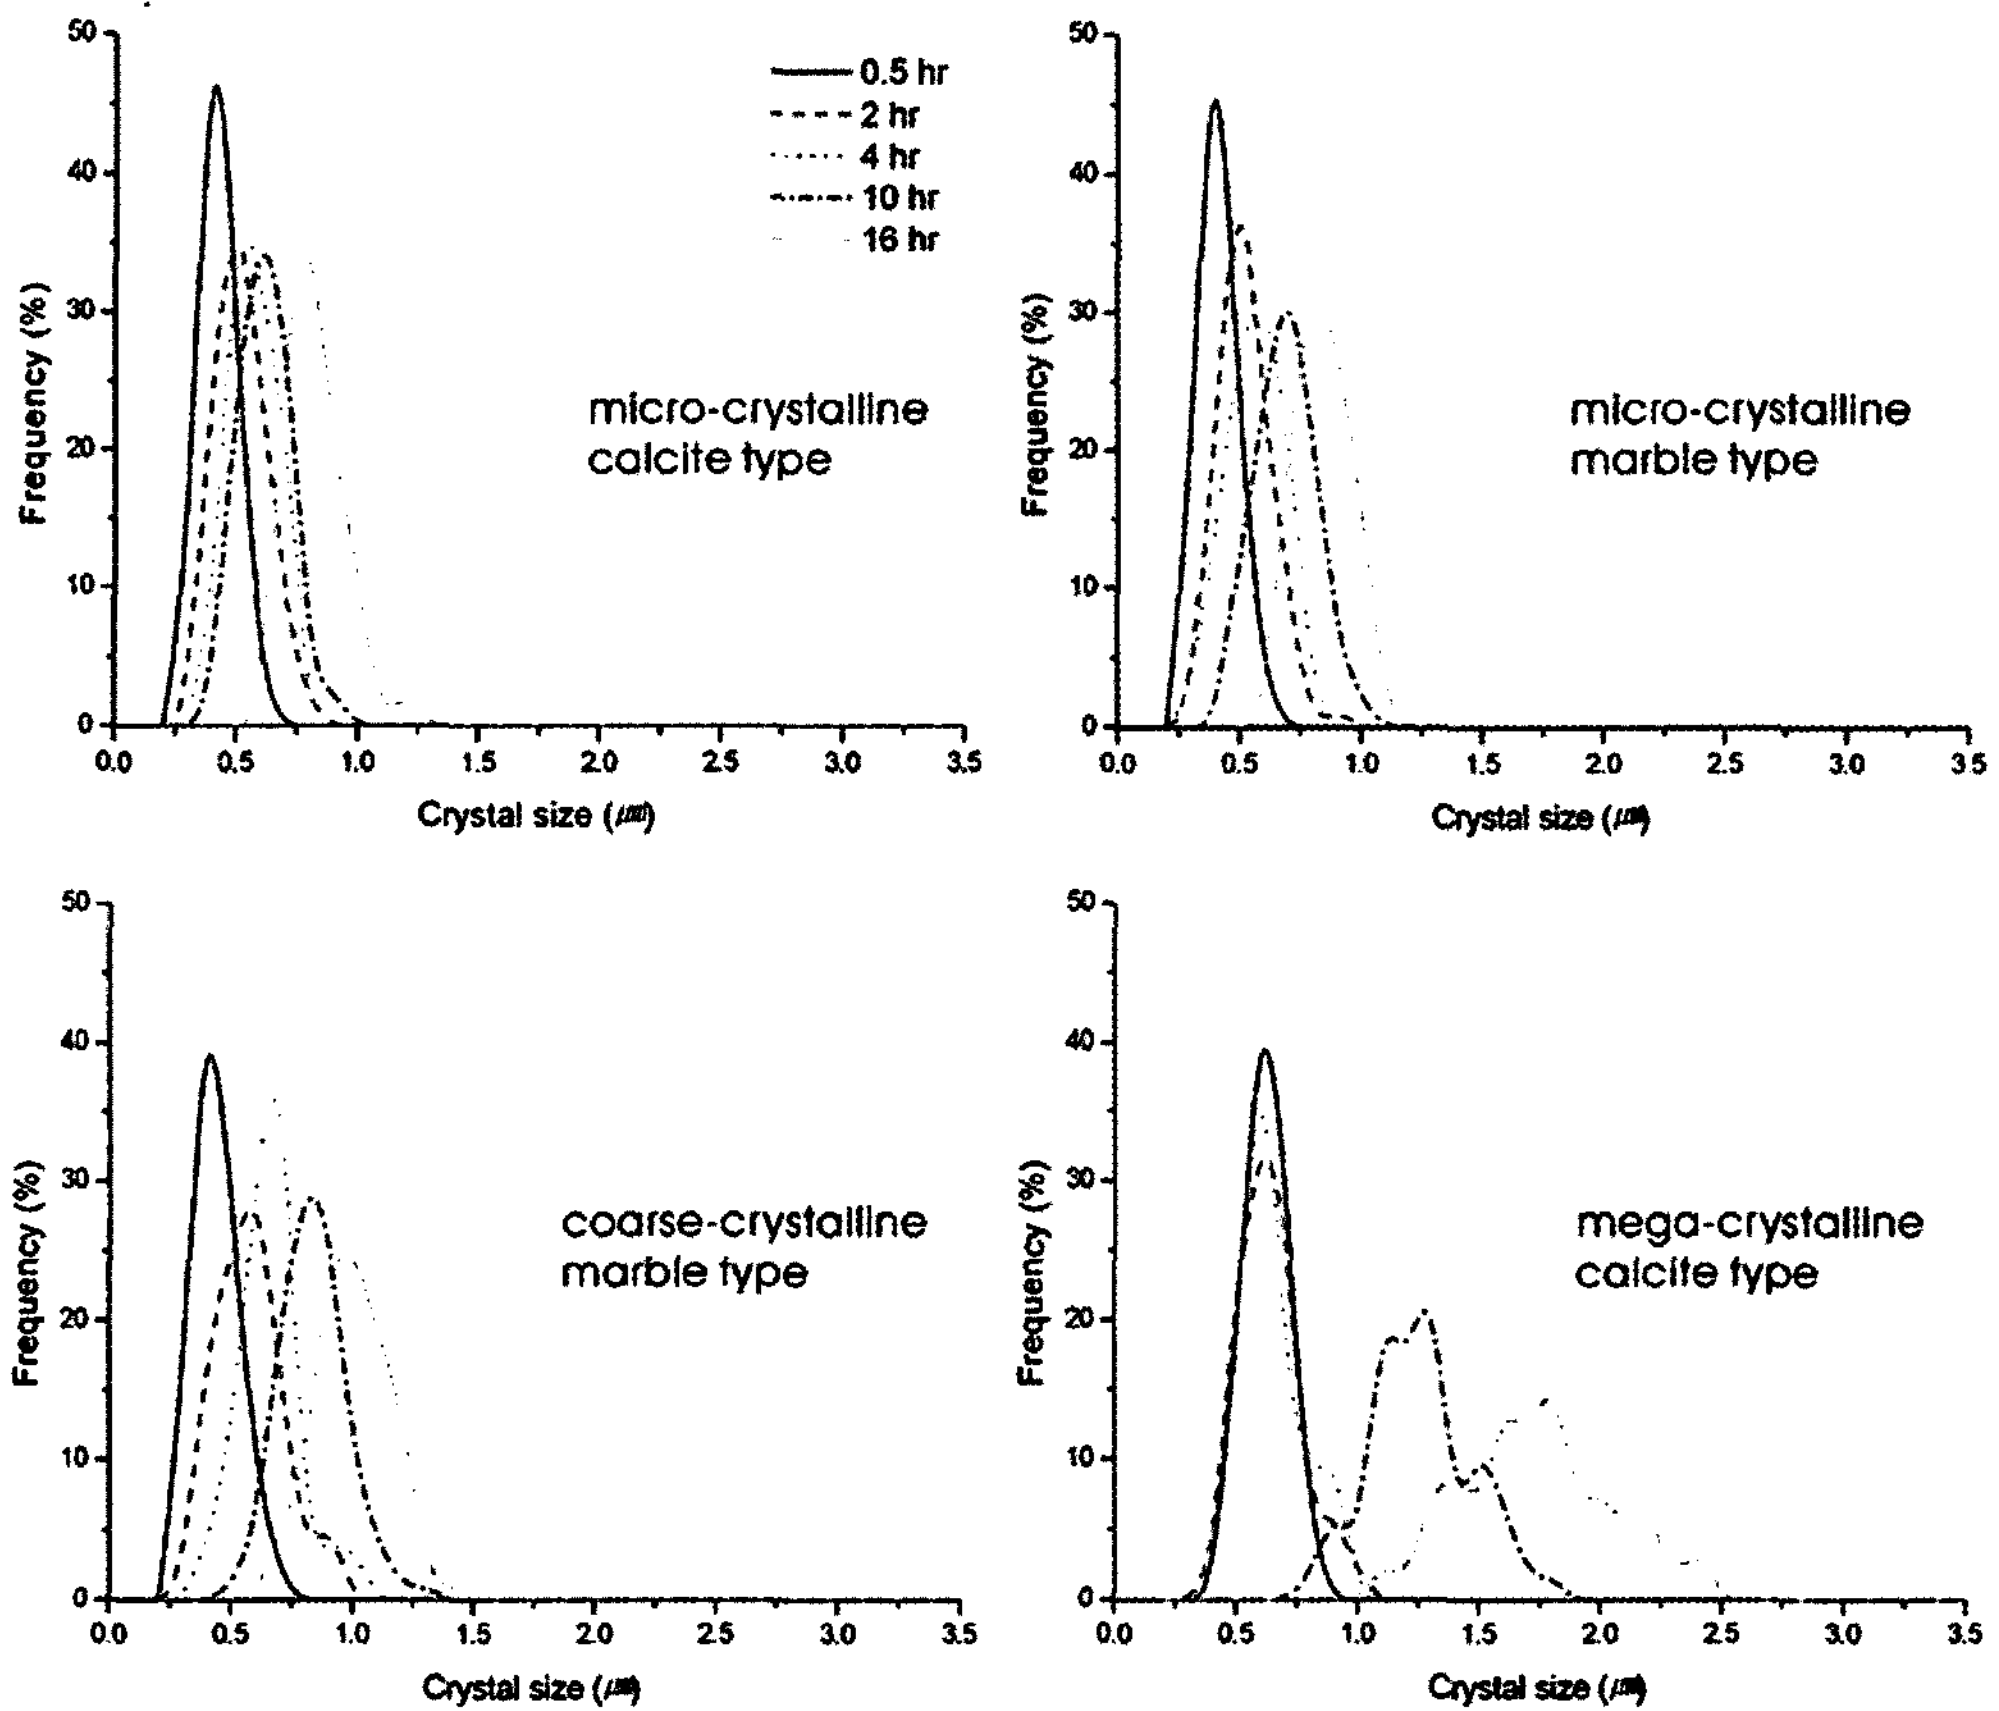 50
40
30
20
10
0
0.0 0.5 1.0 1.5 2.0 2.5 3.0 3.5
Frequency (%)
Crystal size (㎛)
0.5 hr
2 hr
4 hr
10 hr
16 hr
micro-crystalline
calcite type
50
40
30
20
10
0
0.0 0.5 1.0 1.5 2.0 2.5 3.0 3.5
Frequency (%)
Crystal size (㎛)
micro-crystalline
marble type
50
40
30
20
10
0
0.0 0.5 1.0 1.5 2.0 2.5 3.0 3.5
Frequency (%)
Crystal size (㎛)
coarse-crystalline
marble type
50
40
30
20
10
0
0.0 0.5 1.0 1.5 2.0 2.5 3.0 3.5
Frequency (%)
Crystal size (㎛)
mega-crystalline
calcite type